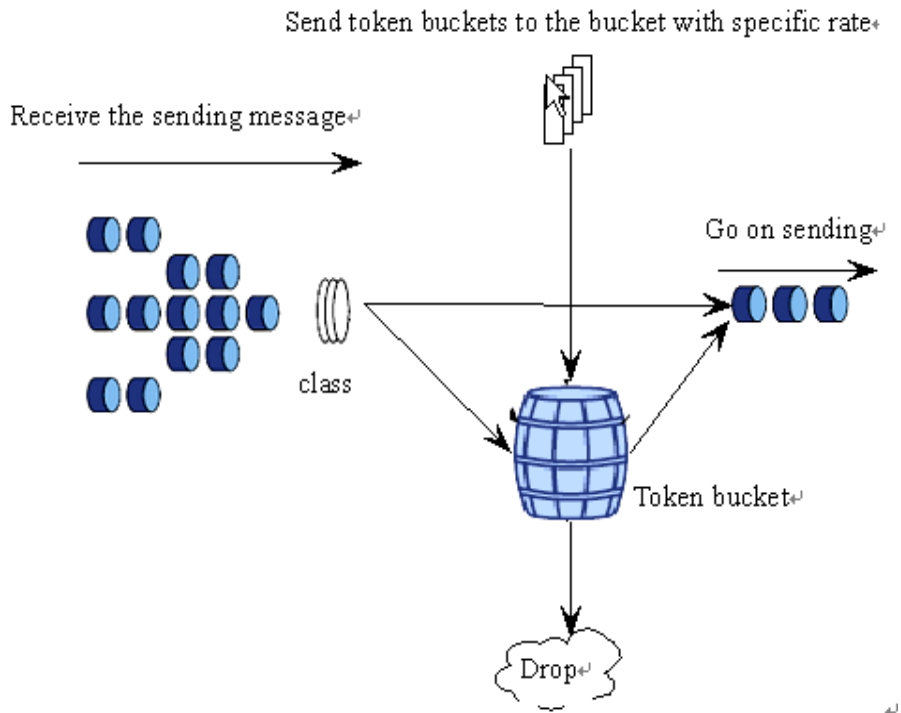 Send token buckets to the bucket with specific rate
Receive the sending message
Go on sending
class
Token bucket
Drop